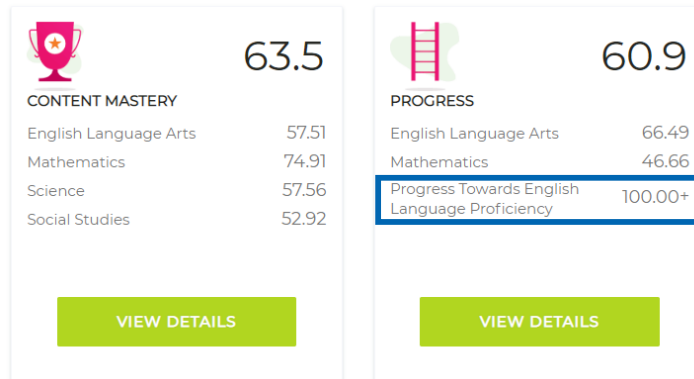 63.5
CONTENT MASTERY
English Language Arts 57.51
Mathematics 74.91
Science 57.56
Social Studies 52.92
VIEW DETAILS
60.9
PROGRESS
English Language Arts 66.49
Mathematics 46.66
Progress Towards English
Language Proficiency 100.00+
VIEW DETAILS